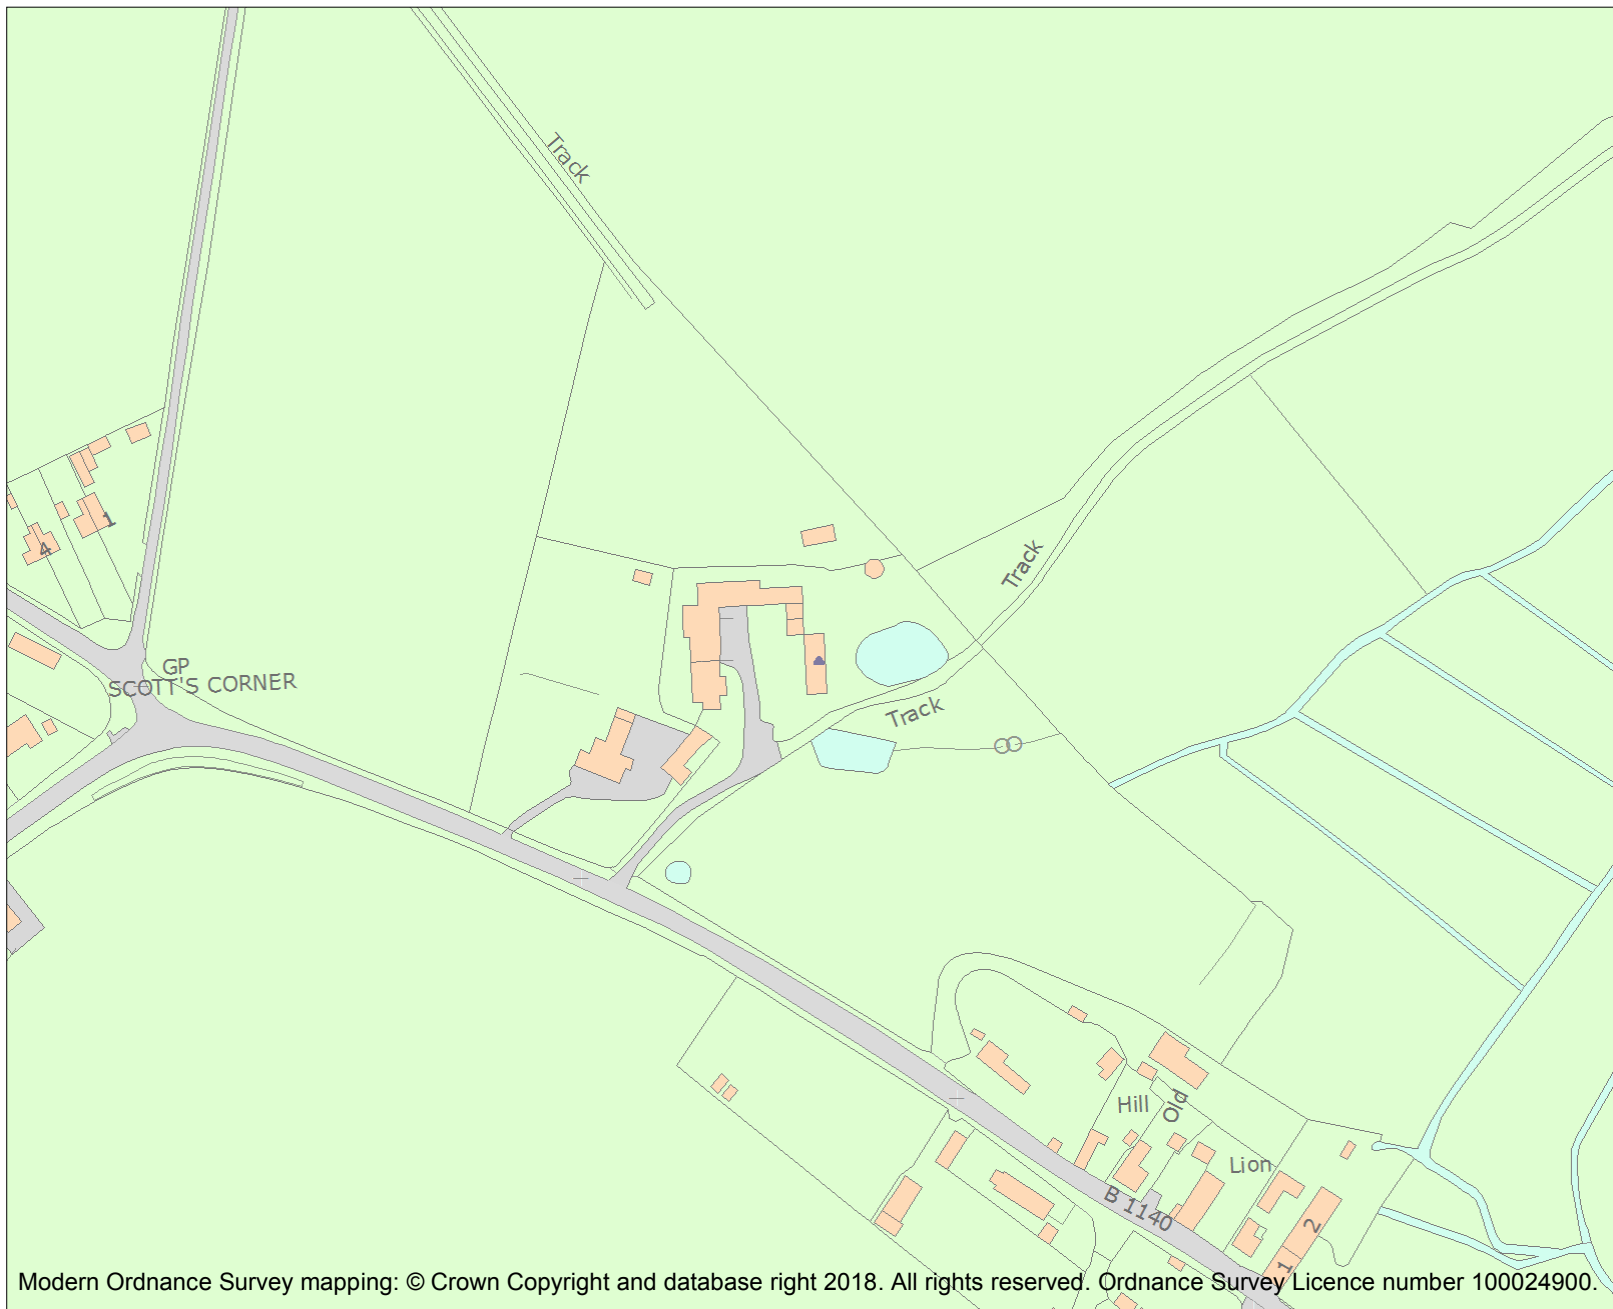 Track
1
4
Track
GP
SCOTT'S CORNER
Track
Hill
Old
Lion
B 1140
2
1
Modern Ordnance Survey mapping: © Crown Copyright and database right 2018. All rights reserved. Ordnance Survey Licence number 100024900.